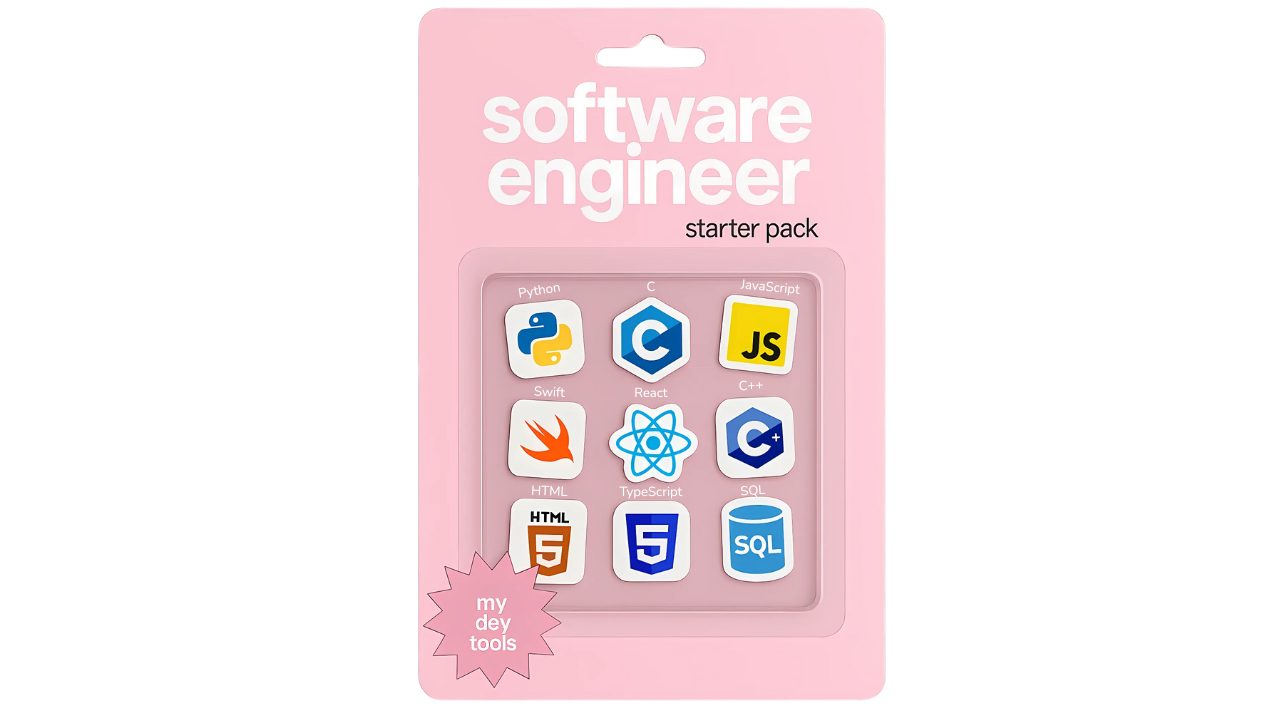 software
engineer
starter pack
Python
C
JavaScript
C
JS
Swift
React
C++
C+
HTML
TypeScript
SQL
HTML
5
5
SQL
my
dey
tools